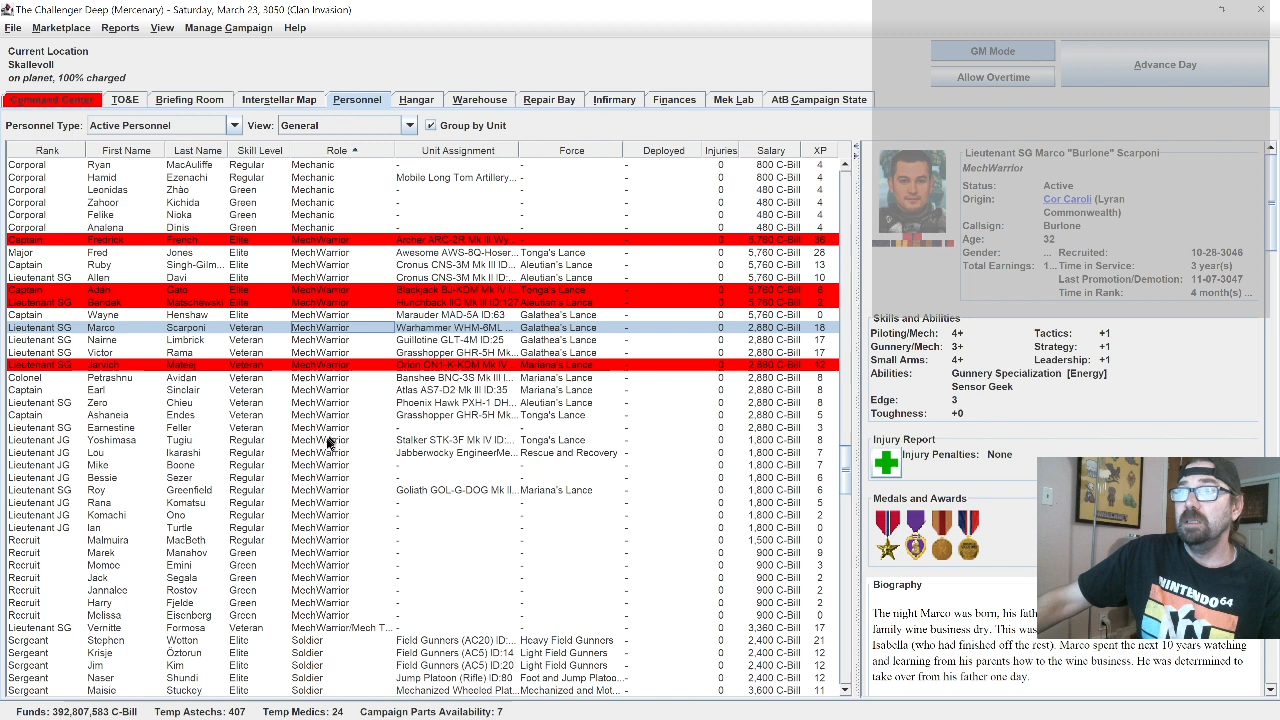 The Challenger Deep (Mercenary) - Saturday, March 23, 3050 (Clan Invasion)
File Marketplace Reports View Manage Campaign Help
Current Location
Skallevoll
on planet, 100% charged
GM Mode
Allow Overtime
Advance Day
Command Center TO&E Briefing Room Interstellar Map Personnel Hangar Warehouse Repair Bay Infirmary Finances Mek Lab AtB Campaign State
Personnel Type: Active Personnel View: General Group by Unit
Rank First Name Last Name Skill Level Role Unit Assignment Force Deployed Injuries Salary XP
Corporal Ryan MacAuliffe Regular Mechanic - - - 0 800 C-Bill 4
Corporal Hamid Ezenachi Regular Mechanic Mobile Long Tom Artillery... - - 0 800 C-Bill 4
Corporal Leonidas Zhào Green Mechanic - - - 0 480 C-Bill 4
Corporal Zahoor Kichida Green Mechanic - - - 0 480 C-Bill 4
Corporal Felike Nioka Green Mechanic - - - 0 480 C-Bill 4
Corporal Analena Dinis Green Mechanic - - - 0 480 C-Bill 4
Captain Fredrick French Elite MechWarrior Archer ARC-2R Mk III Wy... - - 0 5,760 C-Bill 36
Major Fred Jones Elite MechWarrior Awesome AWS-8Q-Hoser... Tonga's Lance - 0 5,760 C-Bill 28
Captain Ruby Singh-Gilm... Elite MechWarrior Cronus CNS-3M Mk III ID:... Aleutian's Lance - 0 5,760 C-Bill 13
Lieutenant SG Allen Davi Elite MechWarrior Cronus CNS-3M Mk III ID:... Aleutian's Lance - 0 5,760 C-Bill 10
Captain Adán Gato Elite MechWarrior Blackjack BJ-KDM Mk IV I... Tonga's Lance - 0 5,760 C-Bill 6
Lieutenant SG Bendek Matschewski Elite MechWarrior Hunchback IIC Mk III ID:127 Aleutian's Lance - 0 5,760 C-Bill 2
Captain Wayne Henshaw Elite MechWarrior Marauder MAD-5A ID:63 Galathea's Lance - 0 5,760 C-Bill 0
Lieutenant SG Marco Scarponi Veteran MechWarrior Warhammer WHM-6ML ... Galathea's Lance - 0 2,880 C-Bill 18
Lieutenant SG Naime Limbrick Veteran MechWarrior Guillotine GLT-4M ID:25 Galathea's Lance - 0 2,880 C-Bill 17
Lieutenant SG Victor Rama Veteran MechWarrior Grasshopper GHR-5H Mk... Galathea's Lance - 0 2,880 C-Bill 17
Lieutenant SG Jarvich Mateej Veteran MechWarrior Orion ON1-K-KDM Mk IV ... Mariana's Lance - 0 2,880 C-Bill 12
Colonel Petrashnu Avidan Veteran MechWarrior Banshee BNC-3S Mk III I... Mariana's Lance - 0 2,880 C-Bill 8
Captain Earl Sinclair Veteran MechWarrior Atlas AS7-D2 Mk III ID:35 Mariana's Lance - 0 2,880 C-Bill 8
Lieutenant SG Zero Chieu Veteran MechWarrior Phoenix Hawk PXH-1 DH... Aleutian's Lance - 0 2,880 C-Bill 8
Captain Ashaneia Endes Veteran MechWarrior Grasshopper GHR-5H Mk... Tonga's Lance - 0 2,880 C-Bill 5
Lieutenant SG Earnestine Feller Veteran MechWarrior - - - 0 2,880 C-Bill 3
Lieutenant JG Yoshimasa Tugiu Regular MechWarrior Stalker STK-3F Mk IV ID:... Tonga's Lance - 0 1,800 C-Bill 8
Lieutenant JG Lou Ikarashi Regular MechWarrior Jabberwocky EngineerMe... Rescue and Recovery - 0 1,800 C-Bill 7
Lieutenant JG Mike Boone Regular MechWarrior - - - 0 1,800 C-Bill 7
Lieutenant JG Bessie Sezer Regular MechWarrior - - - 0 1,800 C-Bill 6
Lieutenant SG Roy Greenfield Regular MechWarrior Goliath GOL-G-DOG Mk II... Mariana's Lance - 0 1,800 C-Bill 6
Lieutenant JG Rana Komatsu Regular MechWarrior - - - 0 1,800 C-Bill 5
Lieutenant JG Komachi Ono Regular MechWarrior - - - 0 1,800 C-Bill 2
Lieutenant JG Ian Turtle Regular MechWarrior - - - 0 1,800 C-Bill 0
Recruit Malmuira MacBeth Regular MechWarrior - - - 0 1,500 C-Bill 0
Recruit Marek Manahov Green MechWarrior - - - 0 900 C-Bill 9
Recruit Momoe Emini Green MechWarrior - - - 0 900 C-Bill 3
Recruit Jack Segala Green MechWarrior - - - 0 900 C-Bill 2
Recruit Jannalee Rostov Green MechWarrior - - - 0 900 C-Bill 2
Recruit Harry Fjelde Green MechWarrior - - - 0 900 C-Bill 2
Recruit Melissa Eisenberg Green MechWarrior - - - 0 900 C-Bill 0
Lieutenant SG Vernitte Formosa Veteran MechWarrior/Mech T... - - - 0 3,360 C-Bill 17
Sergeant Stephen Wotton Elite Soldier Field Gunners (AC20) ID:... Heavy Field Gunners - 0 2,400 C-Bill 21
Sergeant Krisje Öztorun Elite Soldier Field Gunners (AC5) ID:14 Light Field Gunners - 0 2,400 C-Bill 12
Sergeant Jim Kim Elite Soldier Field Gunners (AC5) ID:20 Light Field Gunners - 0 2,400 C-Bill 12
Sergeant Naser Shundi Elite Soldier Jump Platoon (Rifle) ID:80 Foot and Jump Platoo... - 0 2,400 C-Bill 12
Sergeant Maisie Stuckey Elite Soldier Mechanized Wheeled Plat... Mechanized and Mot... - 0 3,600 C-Bill 11
Lieutenant SG Marco "Burlone" Scarponi
MechWarrior
Status: Active
Origin: Cor Caroli (Lyran Commonwealth)
Callsign: Burlone
Age: 32
Gender: ... Recruited: 10-28-3046
Total Earnings: 1... Time in Service: 3 year(s)
Last Promotion/Demotion: 11-07-3047
Time in Rank: 4 month(s) ...
Skills and Abilities
Piloting/Mech: 4+ Tactics: +1
Gunnery/Mech: 3+ Strategy: +1
Small Arms: 4+ Leadership: +1
Abilities: Gunnery Specialization [Energy]
Sensor Geek
Edge: 3
Toughness: +0
Injury Report
Injury Penalties: None
Medals and Awards
Biography
The night Marco was born, his fath
family wine business dry. This was
Isabella (who had finished off the rest). Marco spent the next 10 years watching
and learning from his parents how to the wine business. He was determined to
take over from his father one day.
NINTENDO 64
Funds: 392,807,583 C-Bill Temp Astechs: 407 Temp Medics: 24 Campaign Parts Availability: 7